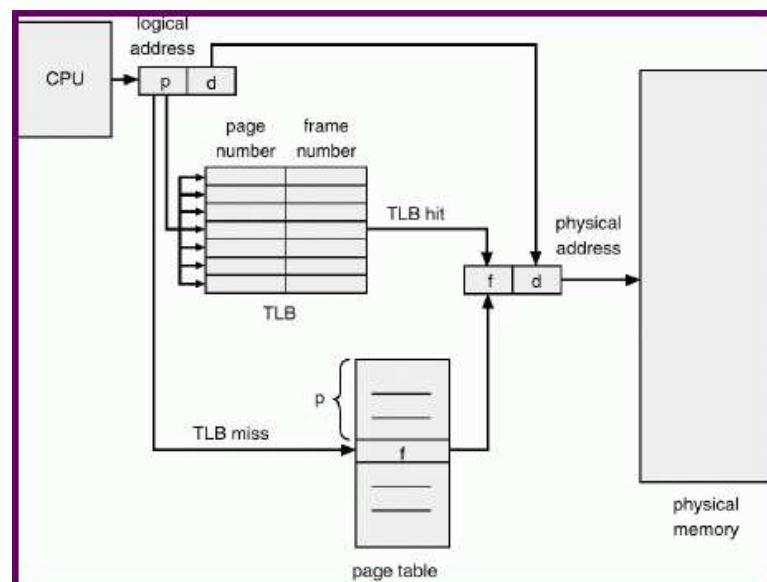 logical
address
CPU
p d
page frame
number number
TLB hit
physical
address
f d
TLB
p
TLB miss
f
physical
memory
page table